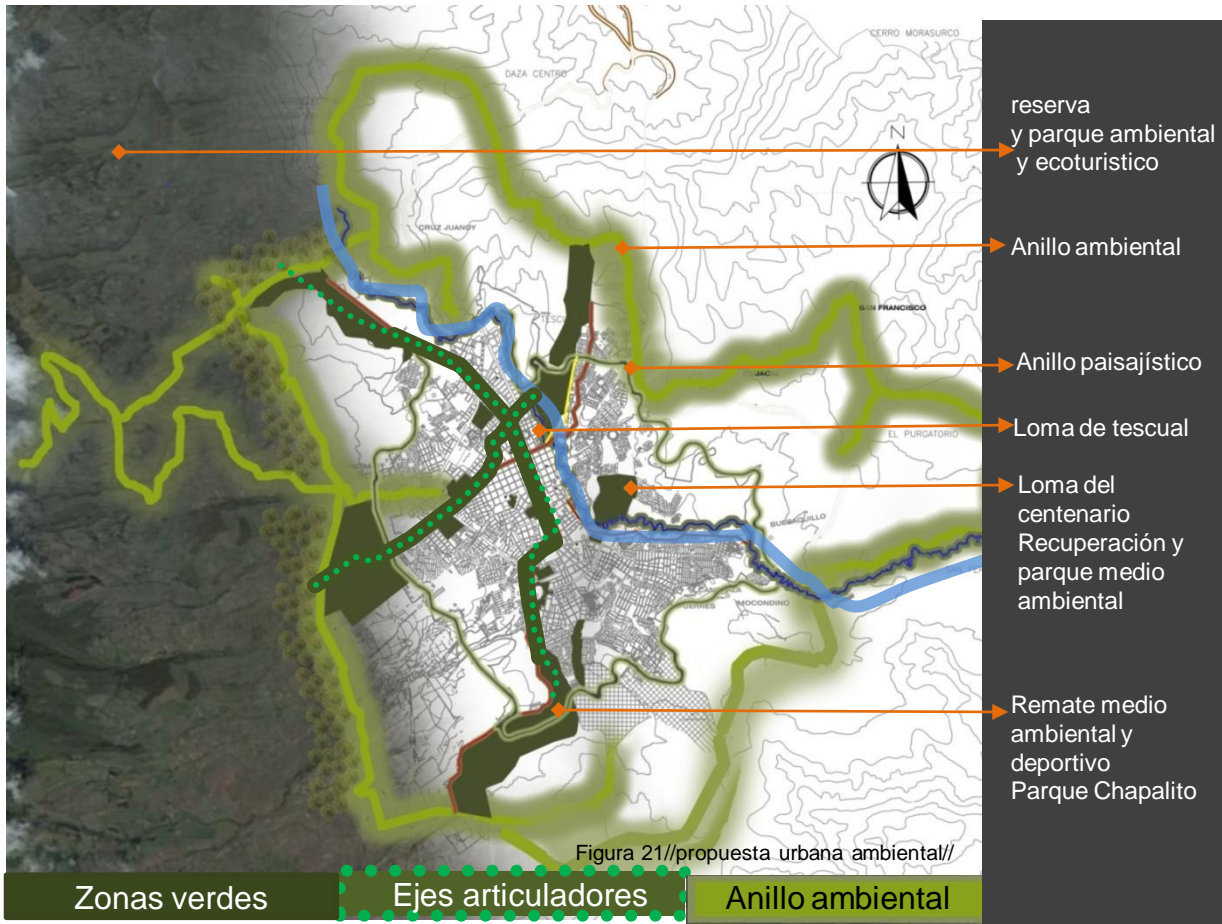 CERRO MORASURCO
DAZA CENTRO
N
CRUZ JUANOY
SAN FRANCISCO
EL PURGATORIO
BUESAQUILLO
MOCONDINO
reserva
y parque ambiental
y ecoturistico
Anillo ambiental
Anillo paisajístico
Loma de tescual
Loma del
centenario
Recuperación y
parque medio
ambiental
Remate medio
ambiental y
deportivo
Parque Chapalito
Figura 21//propuesta urbana ambiental//
Zonas verdes
Ejes articuladores
Anillo ambiental